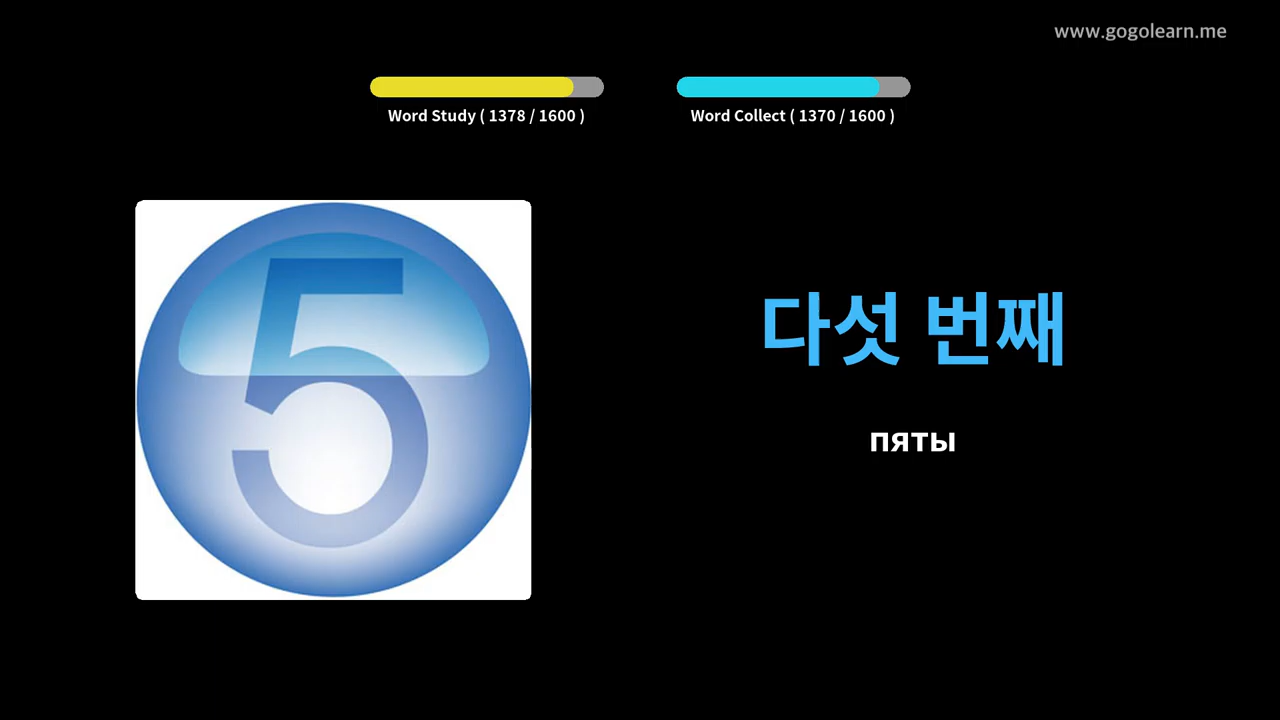 www.gogolearn.me
Word Study ( 1378 / 1600 )
Word Collect ( 1370 / 1600 )
5
다섯 번째
пяты